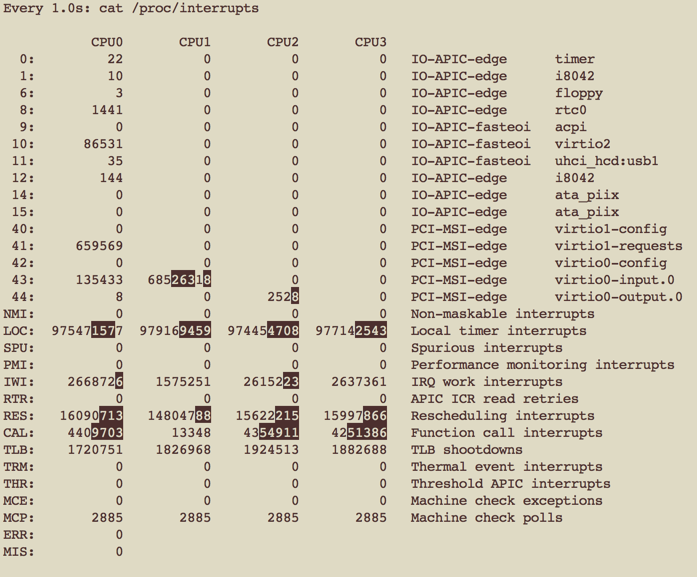 Every 1.0s: cat /proc/interrupts
CPU0 CPU1 CPU2 CPU3
0: 22 0 0 0 IO-APIC-edge timer
1: 10 0 0 0 IO-APIC-edge i8042
6: 3 0 0 0 IO-APIC-edge floppy
8: 1441 0 0 0 IO-APIC-edge rtc0
9: 0 0 0 0 IO-APIC-fasteoi acpi
10: 86531 0 0 0 IO-APIC-fasteoi virtio2
11: 35 0 0 0 IO-APIC-fasteoi uhci_hcd:usb1
12: 144 0 0 0 IO-APIC-edge i8042
14: 0 0 0 0 IO-APIC-edge ata_piix
15: 0 0 0 0 IO-APIC-edge ata_piix
40: 0 0 0 0 PCI-MSI-edge virtio1-config
41: 659569 0 0 0 PCI-MSI-edge virtio1-requests
42: 0 0 0 0 PCI-MSI-edge virtio0-config
43: 135433 68526318 0 0 PCI-MSI-edge virtio0-input.0
44: 8 0 2528 0 PCI-MSI-edge virtio0-output.0
NMI: 0 0 0 0 Non-maskable interrupts
LOC: 975471577 979169459 974454708 977142543 Local timer interrupts
SPU: 0 0 0 0 Spurious interrupts
PMI: 0 0 0 0 Performance monitoring interrupts
IWI: 2668726 1575251 2615223 2637361 IRQ work interrupts
RTR: 0 0 0 0 APIC ICR read retries
RES: 16090713 14804788 15622215 15997866 Rescheduling interrupts
CAL: 4409703 13348 4354911 4251386 Function call interrupts
TLB: 1720751 1826968 1924513 1882688 TLB shootdowns
TRM: 0 0 0 0 Thermal event interrupts
THR: 0 0 0 0 Threshold APIC interrupts
MCE: 0 0 0 0 Machine check exceptions
MCP: 2885 2885 2885 2885 Machine check polls
ERR: 0
MIS: 0